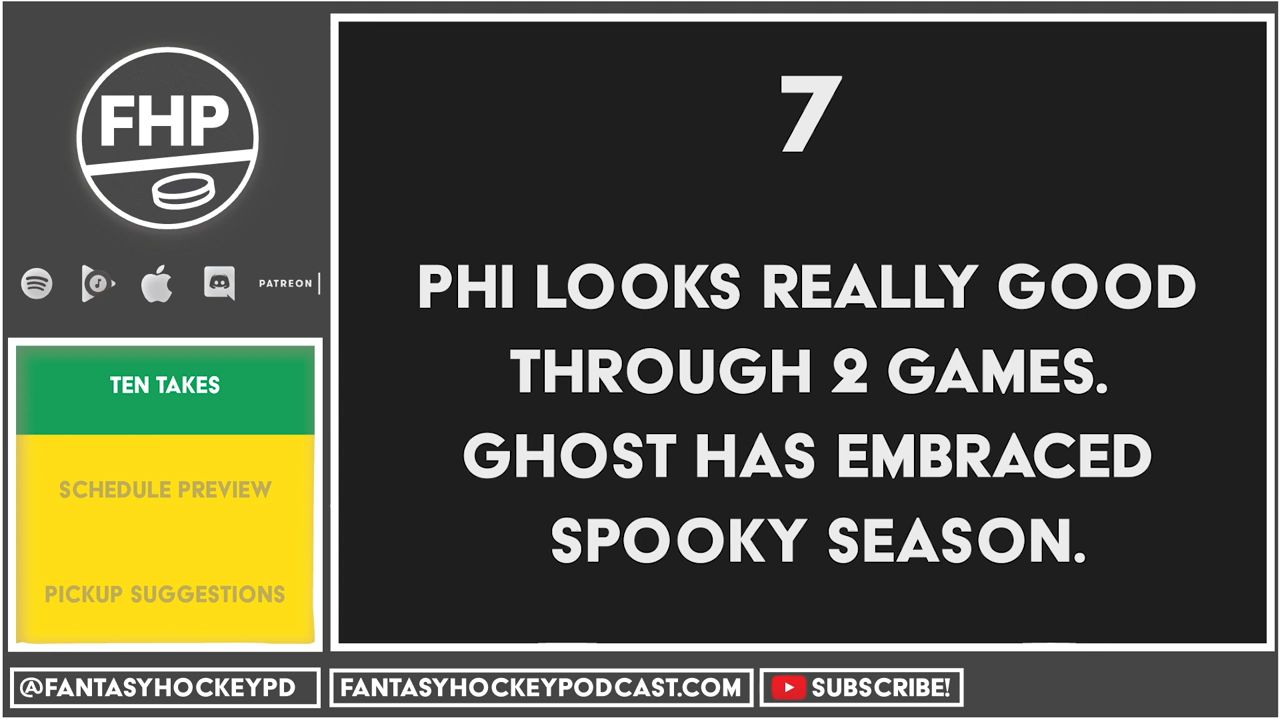 FHP
PATREON
TEN TAKES
SCHEDULE PREVIEW
PICKUP SUGGESTIONS
7
PHI LOOKS REALLY GOOD
THROUGH 2 GAMES.
GHOST HAS EMBRACED
SPOOKY SEASON.
@FANTASYHOCKEYPD
FANTASYHOCKEYPODCAST.COM
SUBSCRIBE!